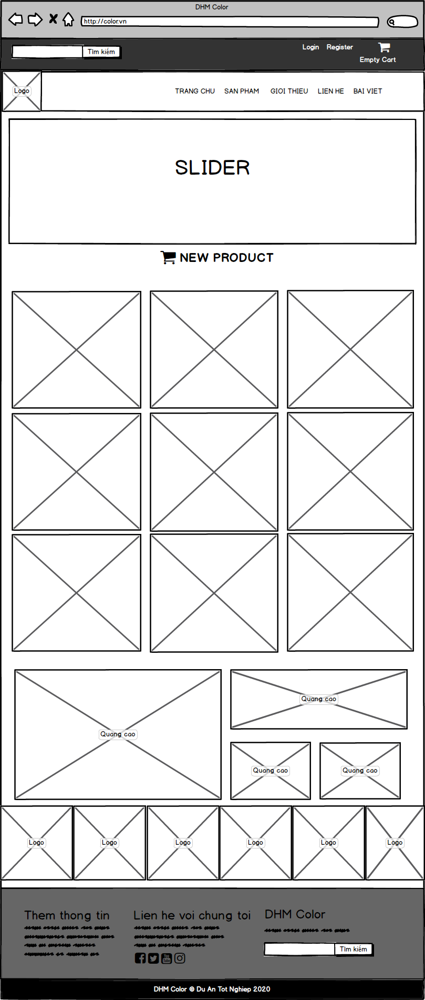 DHM Color
http://color.vn
Tìm kiếm
Login Register
Empty Cart
Logo
TRANG CHU SAN PHAM GIOI THIEU LIEN HE BAI VIET
SLIDER
NEW PRODUCT
Quang cao
Quang cao
Quang cao Quang cao
Logo Logo Logo Logo Logo Logo
Them thong tin
Lien he voi chung toi
You Tube
DHM Color
Tìm kiếm
DHM Color © Du An Tot Nghiep 2020